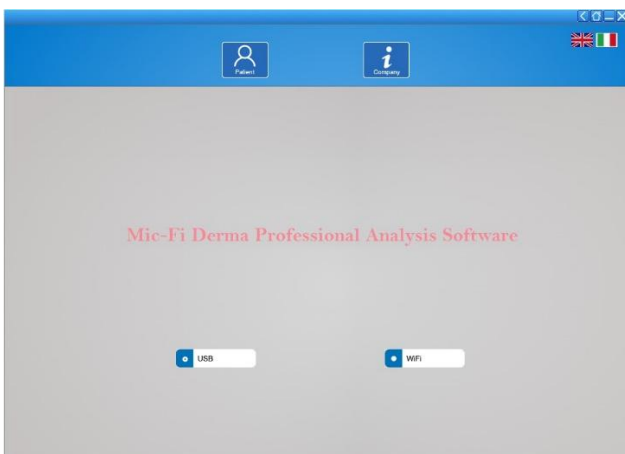 Patient
Company
Mic-Fi Derma Professional Analysis Software
USB
WiFi